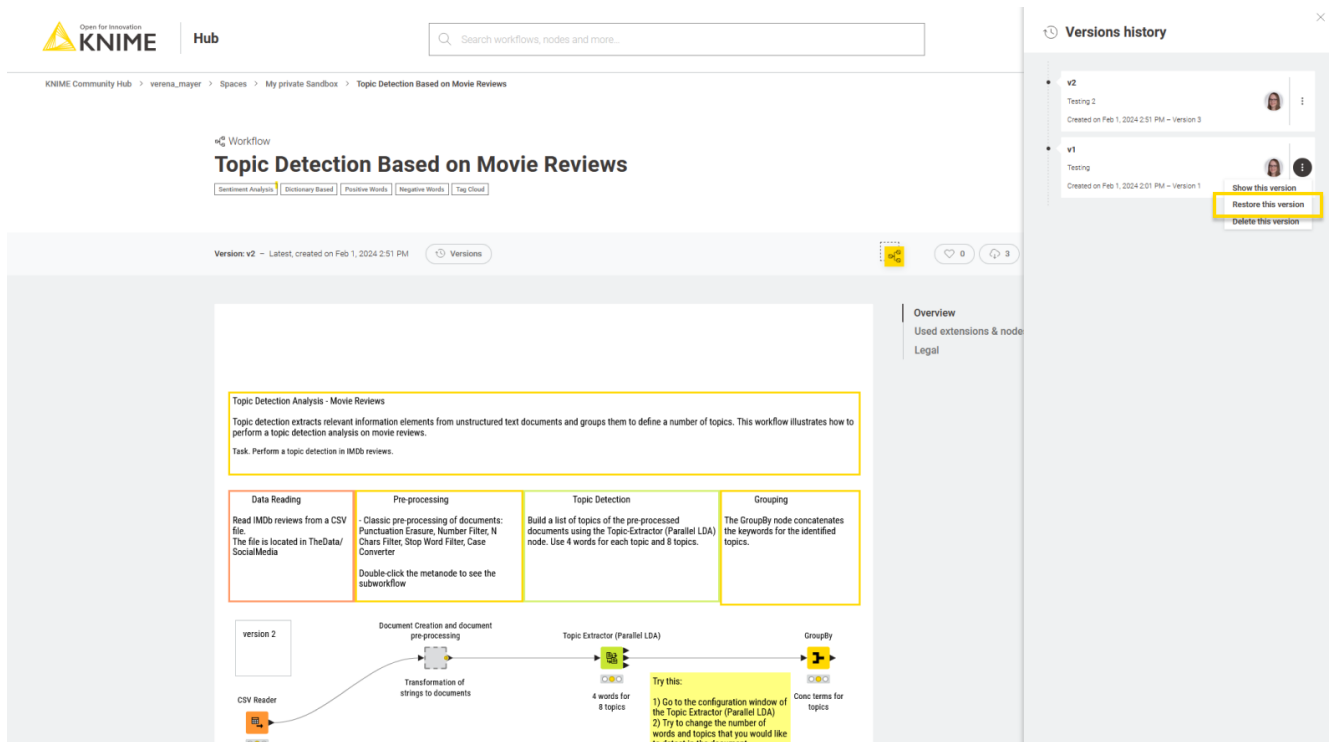 Open for Innovation
KNIME
Hub
Search workflows, nodes and more...
KNIME Community Hub > verena_mayer > Spaces > My private Sandbox > Topic Detection Based on Movie Reviews
Workflow
Topic Detection Based on Movie Reviews
Sentiment Analysis Dictionary Based Positive Words Negative Words Tag Cloud
Version: v2 – Latest, created on Feb 1, 2024 2:51 PM
Versions
0
3
Overview
Used extensions & node
Legal
Topic Detection Analysis - Movie Reviews
Topic detection extracts relevant information elements from unstructured text documents and groups them to define a number of topics. This workflow illustrates how to
perform a topic detection analysis on movie reviews.
Task. Perform a topic detection in IMDb reviews.
Data Reading
Read IMDb reviews from a CSV
file.
The file is located in TheData/
SocialMedia
Pre-processing
- Classic pre-processing of documents:
Punctuation Erasure, Number Filter, N
Chars Filter, Stop Word Filter, Case
Converter
Double-click the metanode to see the
subworkflow
Topic Detection
Build a list of topics of the pre-processed
documents using the Topic-Extractor (Parallel LDA)
node. Use 4 words for each topic and 8 topics.
Grouping
The GroupBy node concatenates
the keywords for the identified
topics.
version 2
CSV Reader
Document Creation and document
pre-processing
Transformation of
strings to documents
Topic Extractor (Parallel LDA)
4 words for
8 topics
Try this:
1) Go to the configuration window of
the Topic Extractor (Parallel LDA)
2) Try to change the number of
words and topics that you would like
GroupBy
Conc terms for
topics
Versions history
v2
Testing 2
Created on Feb 1, 2024 2:51 PM – Version 3
v1
Testing
Created on Feb 1, 2024 2:01 PM – Version 1
Show this version
Restore this version
Delete this version